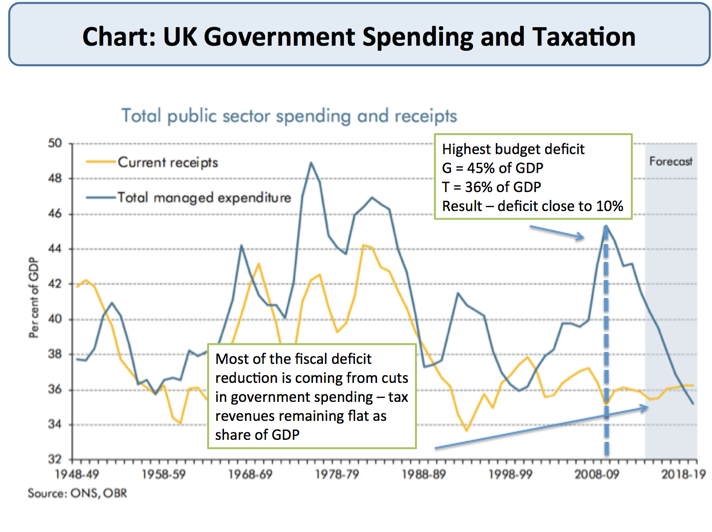 Chart: UK Government Spending and Taxation
Total public sector spending and receipts
50
48
46
44
42
40
38
36
34
32
Per cent of GDP
Current receipts
Total managed expenditure
Highest budget deficit
G = 45% of GDP
T = 36% of GDP
Result – deficit close to 10%
Forecast
Most of the fiscal deficit
reduction is coming from cuts
in government spending – tax
revenues remaining flat as
share of GDP
1948-49 1958-59 1968-69 1978-79 1988-89 1998-99 2008-09 2018-19
Source: ONS, OBR